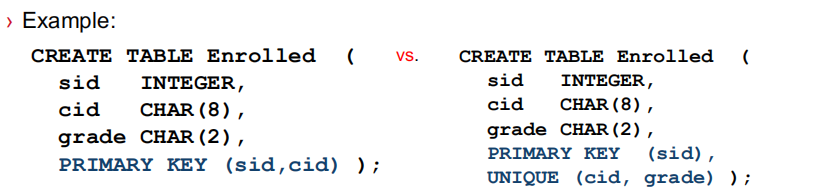 › Example:
CREATE TABLE Enrolled (
sid INTEGER,
cid CHAR(8),
grade CHAR(2),
PRIMARY KEY (sid,cid) );
vs.
CREATE TABLE Enrolled (
sid INTEGER,
cid CHAR(8),
grade CHAR(2),
PRIMARY KEY (sid),
UNIQUE (cid, grade) );